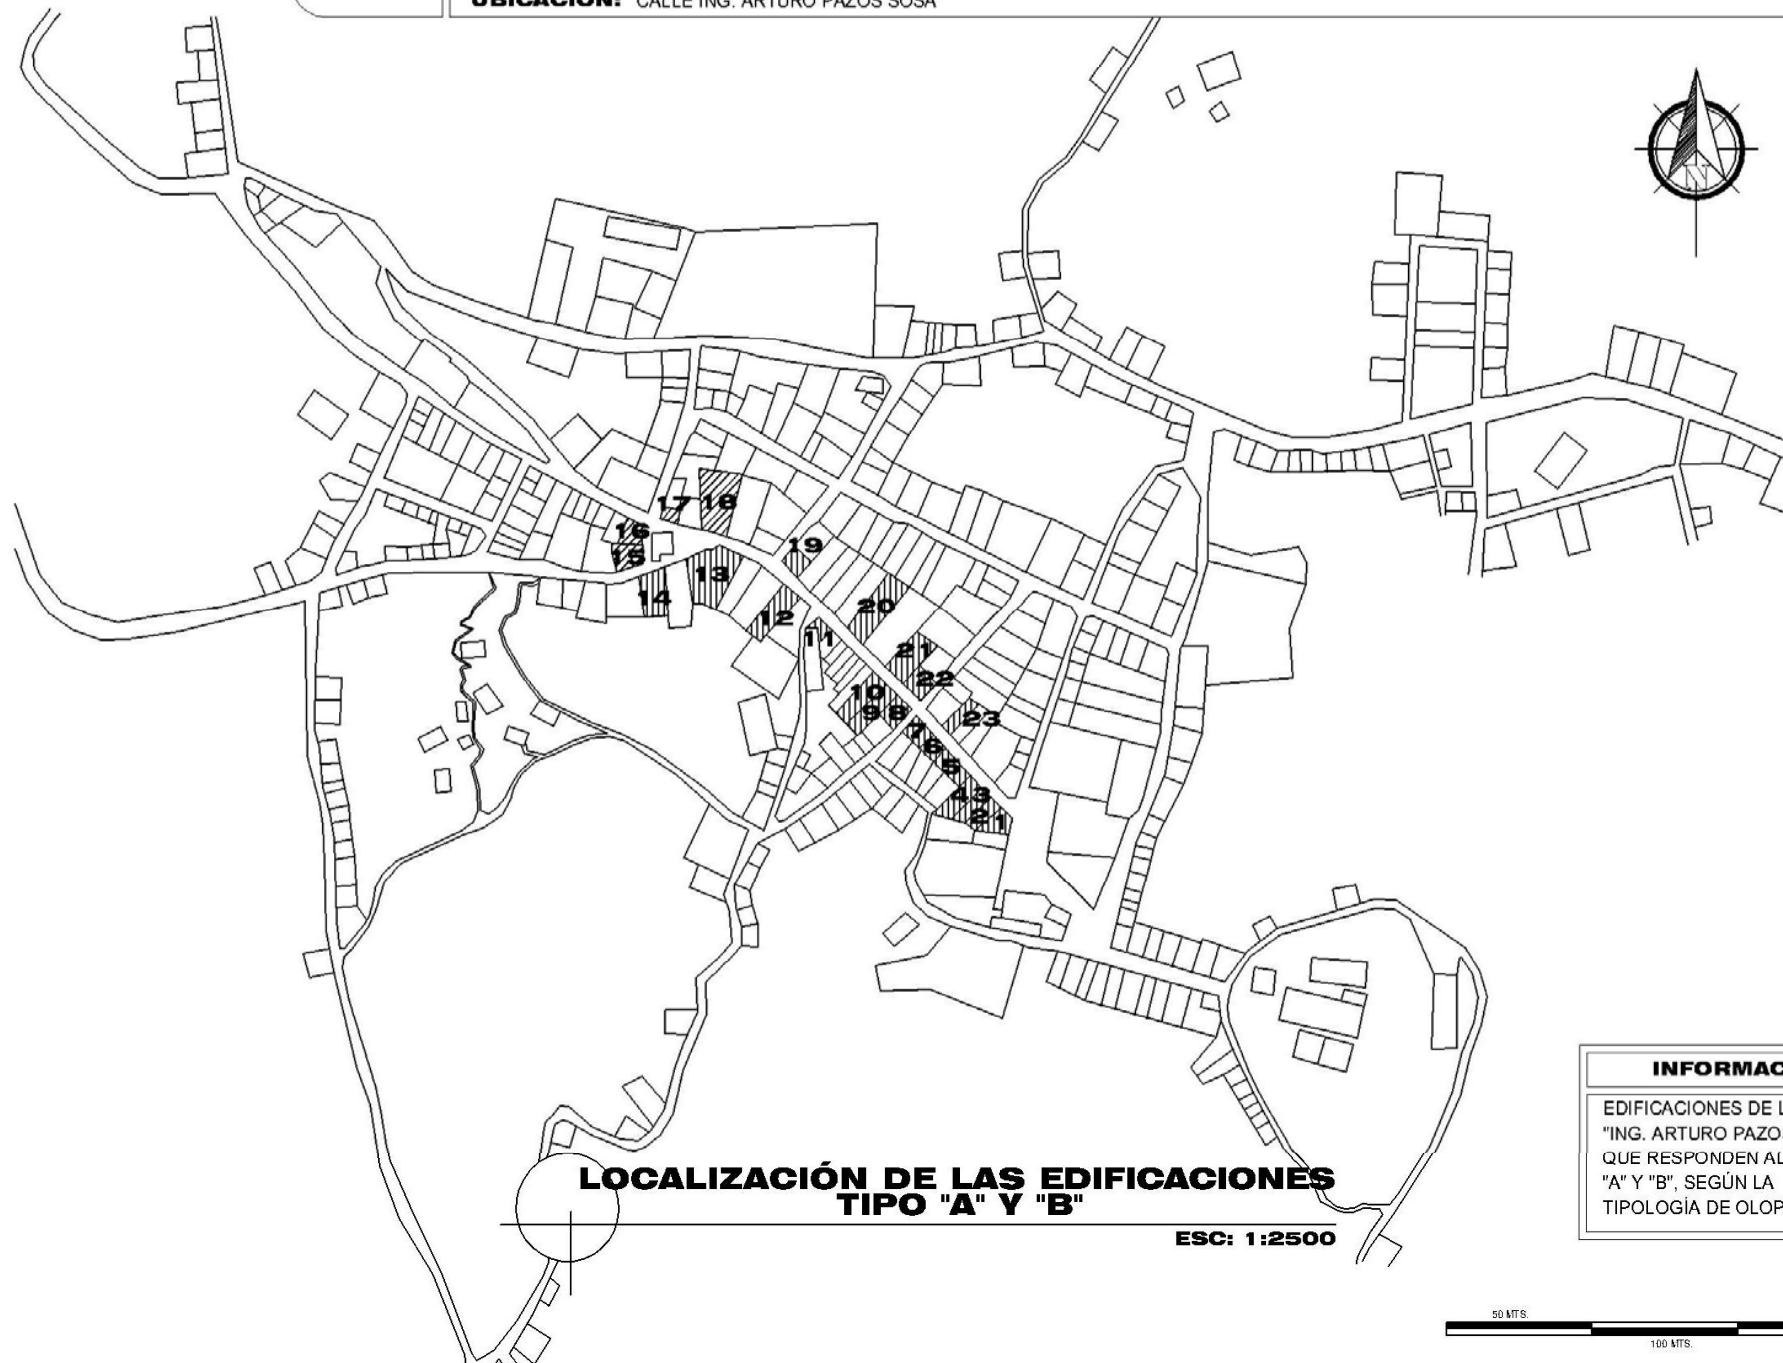 UBICACIÓN: CALLE ING. ARTURO PAZOS SOSA
N
17
18
16
15
19
13
14
12
20
11
21
22
10
9
8
23
7
6
5
4
3
2
1
INFORMAC
EDIFICACIONES DE L
"ING. ARTURO PAZO
QUE RESPONDEN AL
"A" Y "B", SEGÚN LA
TIPOLOGÍA DE OLOP
LOCALIZACIÓN DE LAS EDIFICACIONES
TIPO "A" Y "B"
ESC: 1:2500
50 MTS.
100 MTS.